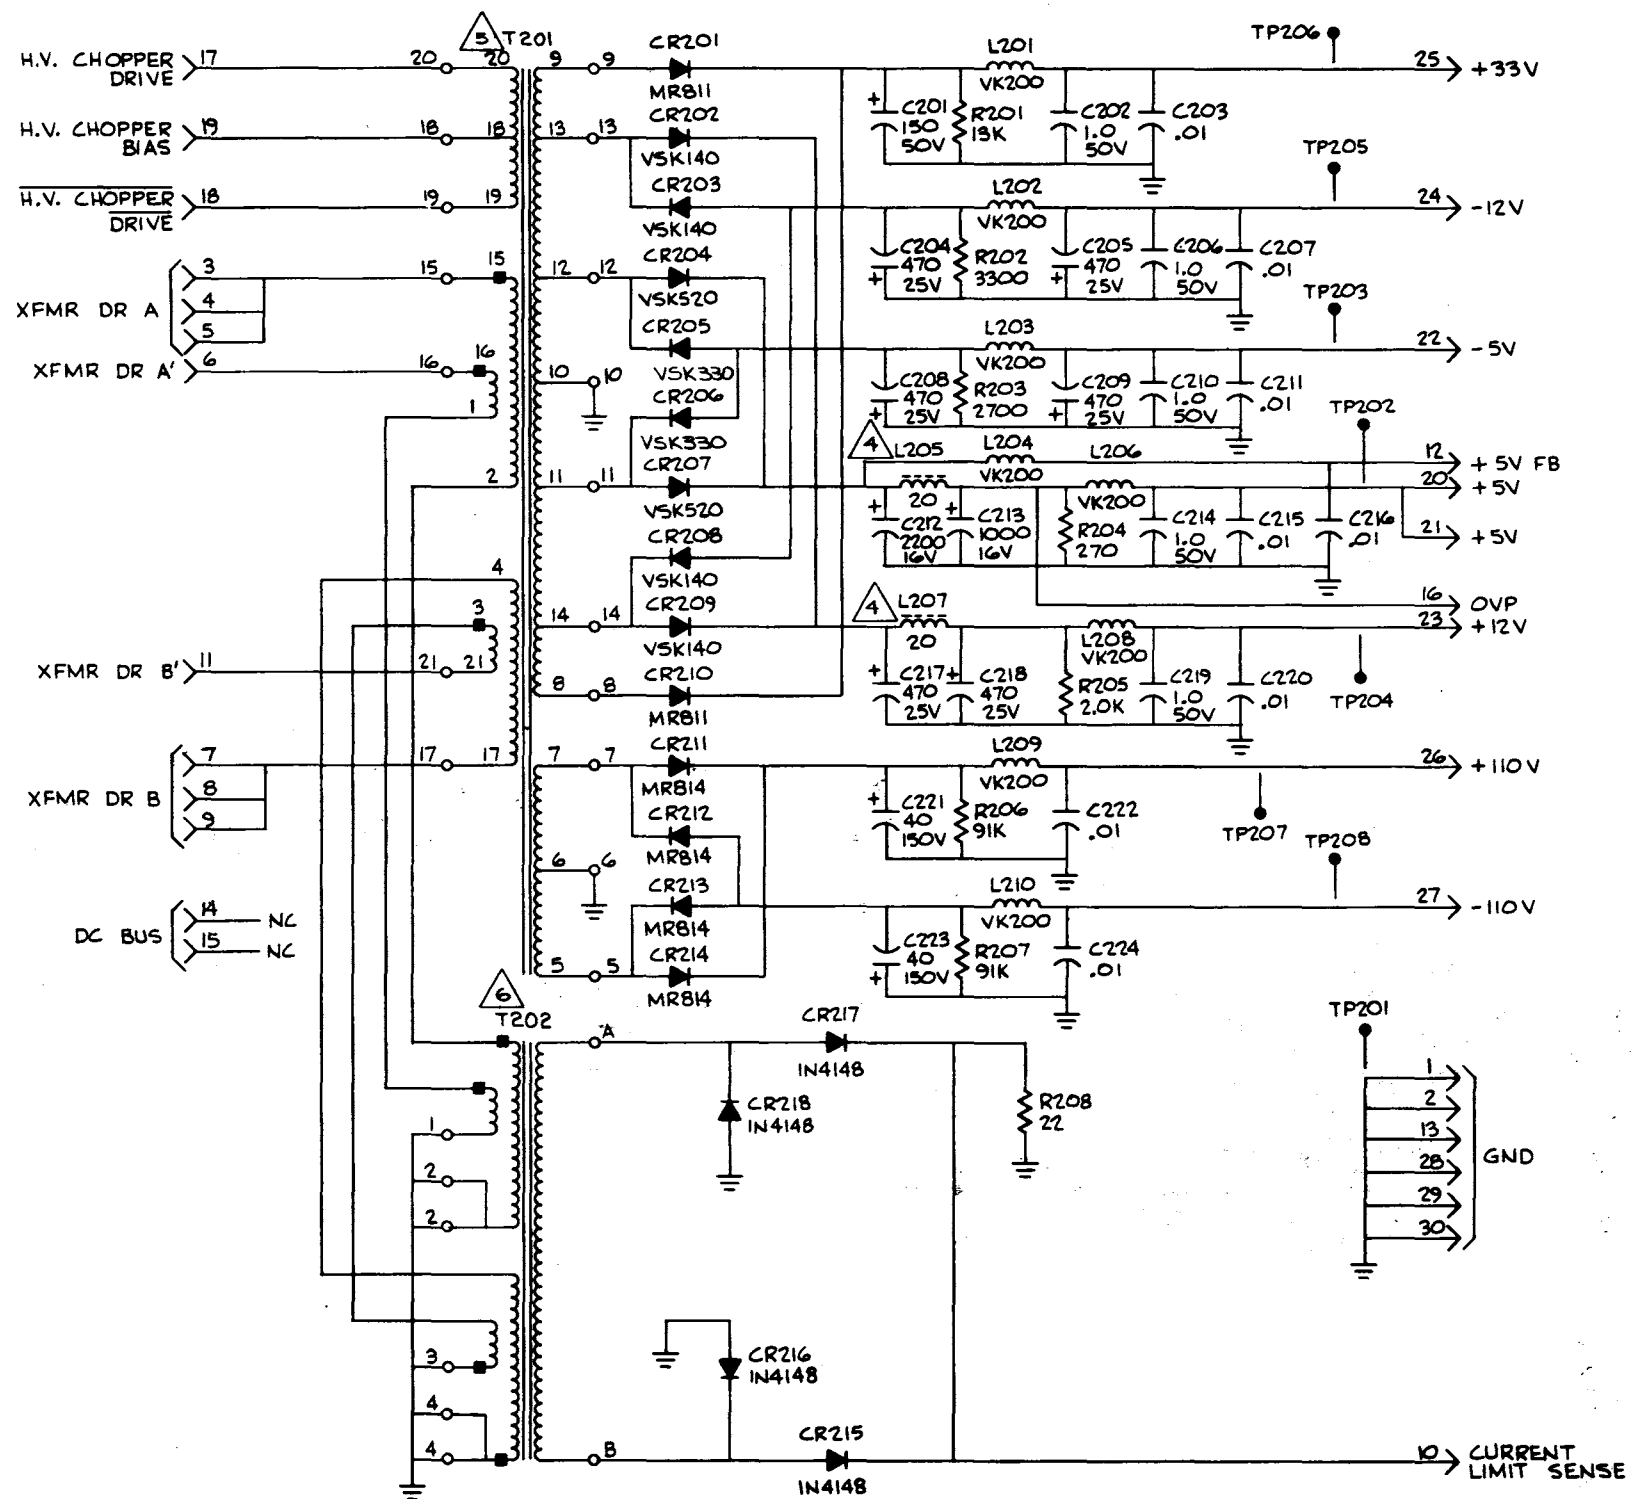 5 T201
H.V. CHOPPER
DRIVE
17
20
20
9
9
CR201
MR811
L201
VK200
TP206
25
+33V
H.V. CHOPPER
BIAS
19
18
18
13
13
CR202
VSK140
C201
150
50V
R201
13K
C202
1.0
50V
C203
.01
H.V. CHOPPER
DRIVE
18
19
19
CR203
VSK140
L202
VK200
TP205
24
-12V
XFMR DR A
3
4
5
15
15
12
12
CR204
VSK520
C204
470
25V
R202
3300
C205
470
25V
C206
1.0
50V
C207
.01
TP203
XFMR DR A'
6
16
16
1
CR205
VSK330
L203
VK200
22
-5V
10
10
CR206
VSK330
C208
470
25V
R203
2700
C209
470
25V
C210
1.0
50V
C211
.01
TP202
4
L205
20
L204
VK200
L206
VK200
12
+5V FB
20
+5V
21
+5V
2
11
11
CR207
VSK520
C212
2200
16V
C213
1000
16V
R204
270
C214
1.0
50V
C215
.01
C216
.01
CR208
VSK140
4
16
OVP
3
14
14
CR209
VSK140
4
L207
20
L208
VK200
23
+12V
XFMR DR B'
11
21
21
8
8
CR210
MR811
C217
470
25V
C218
470
25V
R205
2.0K
C219
1.0
50V
C220
.01
TP204
XFMR DR B
7
8
9
17
17
7
7
CR211
MR814
L209
VK200
26
+110V
CR212
MR814
C221
40
150V
R206
91K
C222
.01
TP207
TP208
6
6
CR213
MR814
L210
VK200
27
-110V
DC BUS
14
NC
15
NC
5
5
CR214
MR814
C223
40
150V
R207
91K
C224
.01
6
T202
A
CR217
1N4148
TP201
CR218
1N4148
R208
22
1
2
13
28
29
30
GND
1
2
2
3
4
4
CR216
1N4148
B
CR215
1N4148
10
CURRENT
LIMIT SENSE